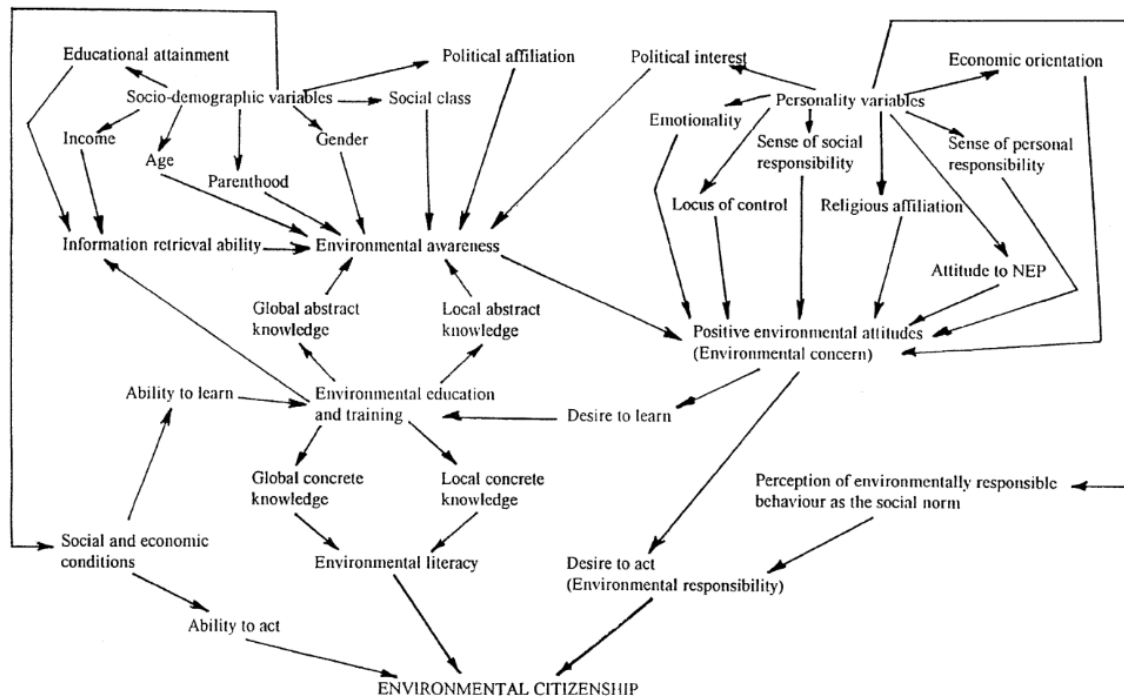 Educational attainment
Political affiliation
Political interest
Economic orientation
Socio-demographic variables
Social class
Personality variables
Income
Gender
Emotionality
Sense of social
responsibility
Sense of personal
responsibility
Age
Parenthood
Locus of control
Religious affiliation
Information retrieval ability
Environmental awareness
Attitude to NEP
Global abstract
knowledge
Local abstract
knowledge
Positive environmental attitudes
(Environmental concern)
Ability to learn
Environmental education
and training
Desire to learn
Global concrete
knowledge
Local concrete
knowledge
Perception of environmentally responsible
behaviour as the social norm
Social and economic
conditions
Environmental literacy
Desire to act
(Environmental responsibility)
Ability to act
ENVIRONMENTAL CITIZENSHIP